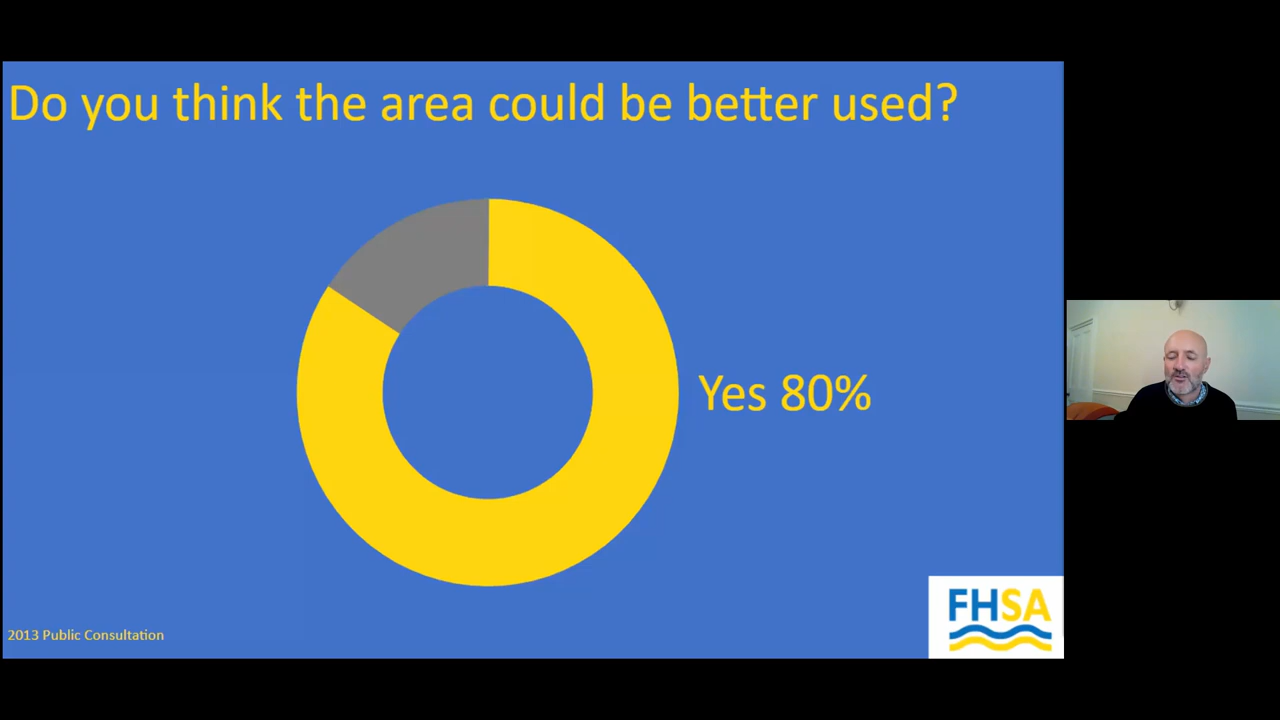 Do you think the area could be better used?
Yes 80%
2013 Public Consultation
FHSA